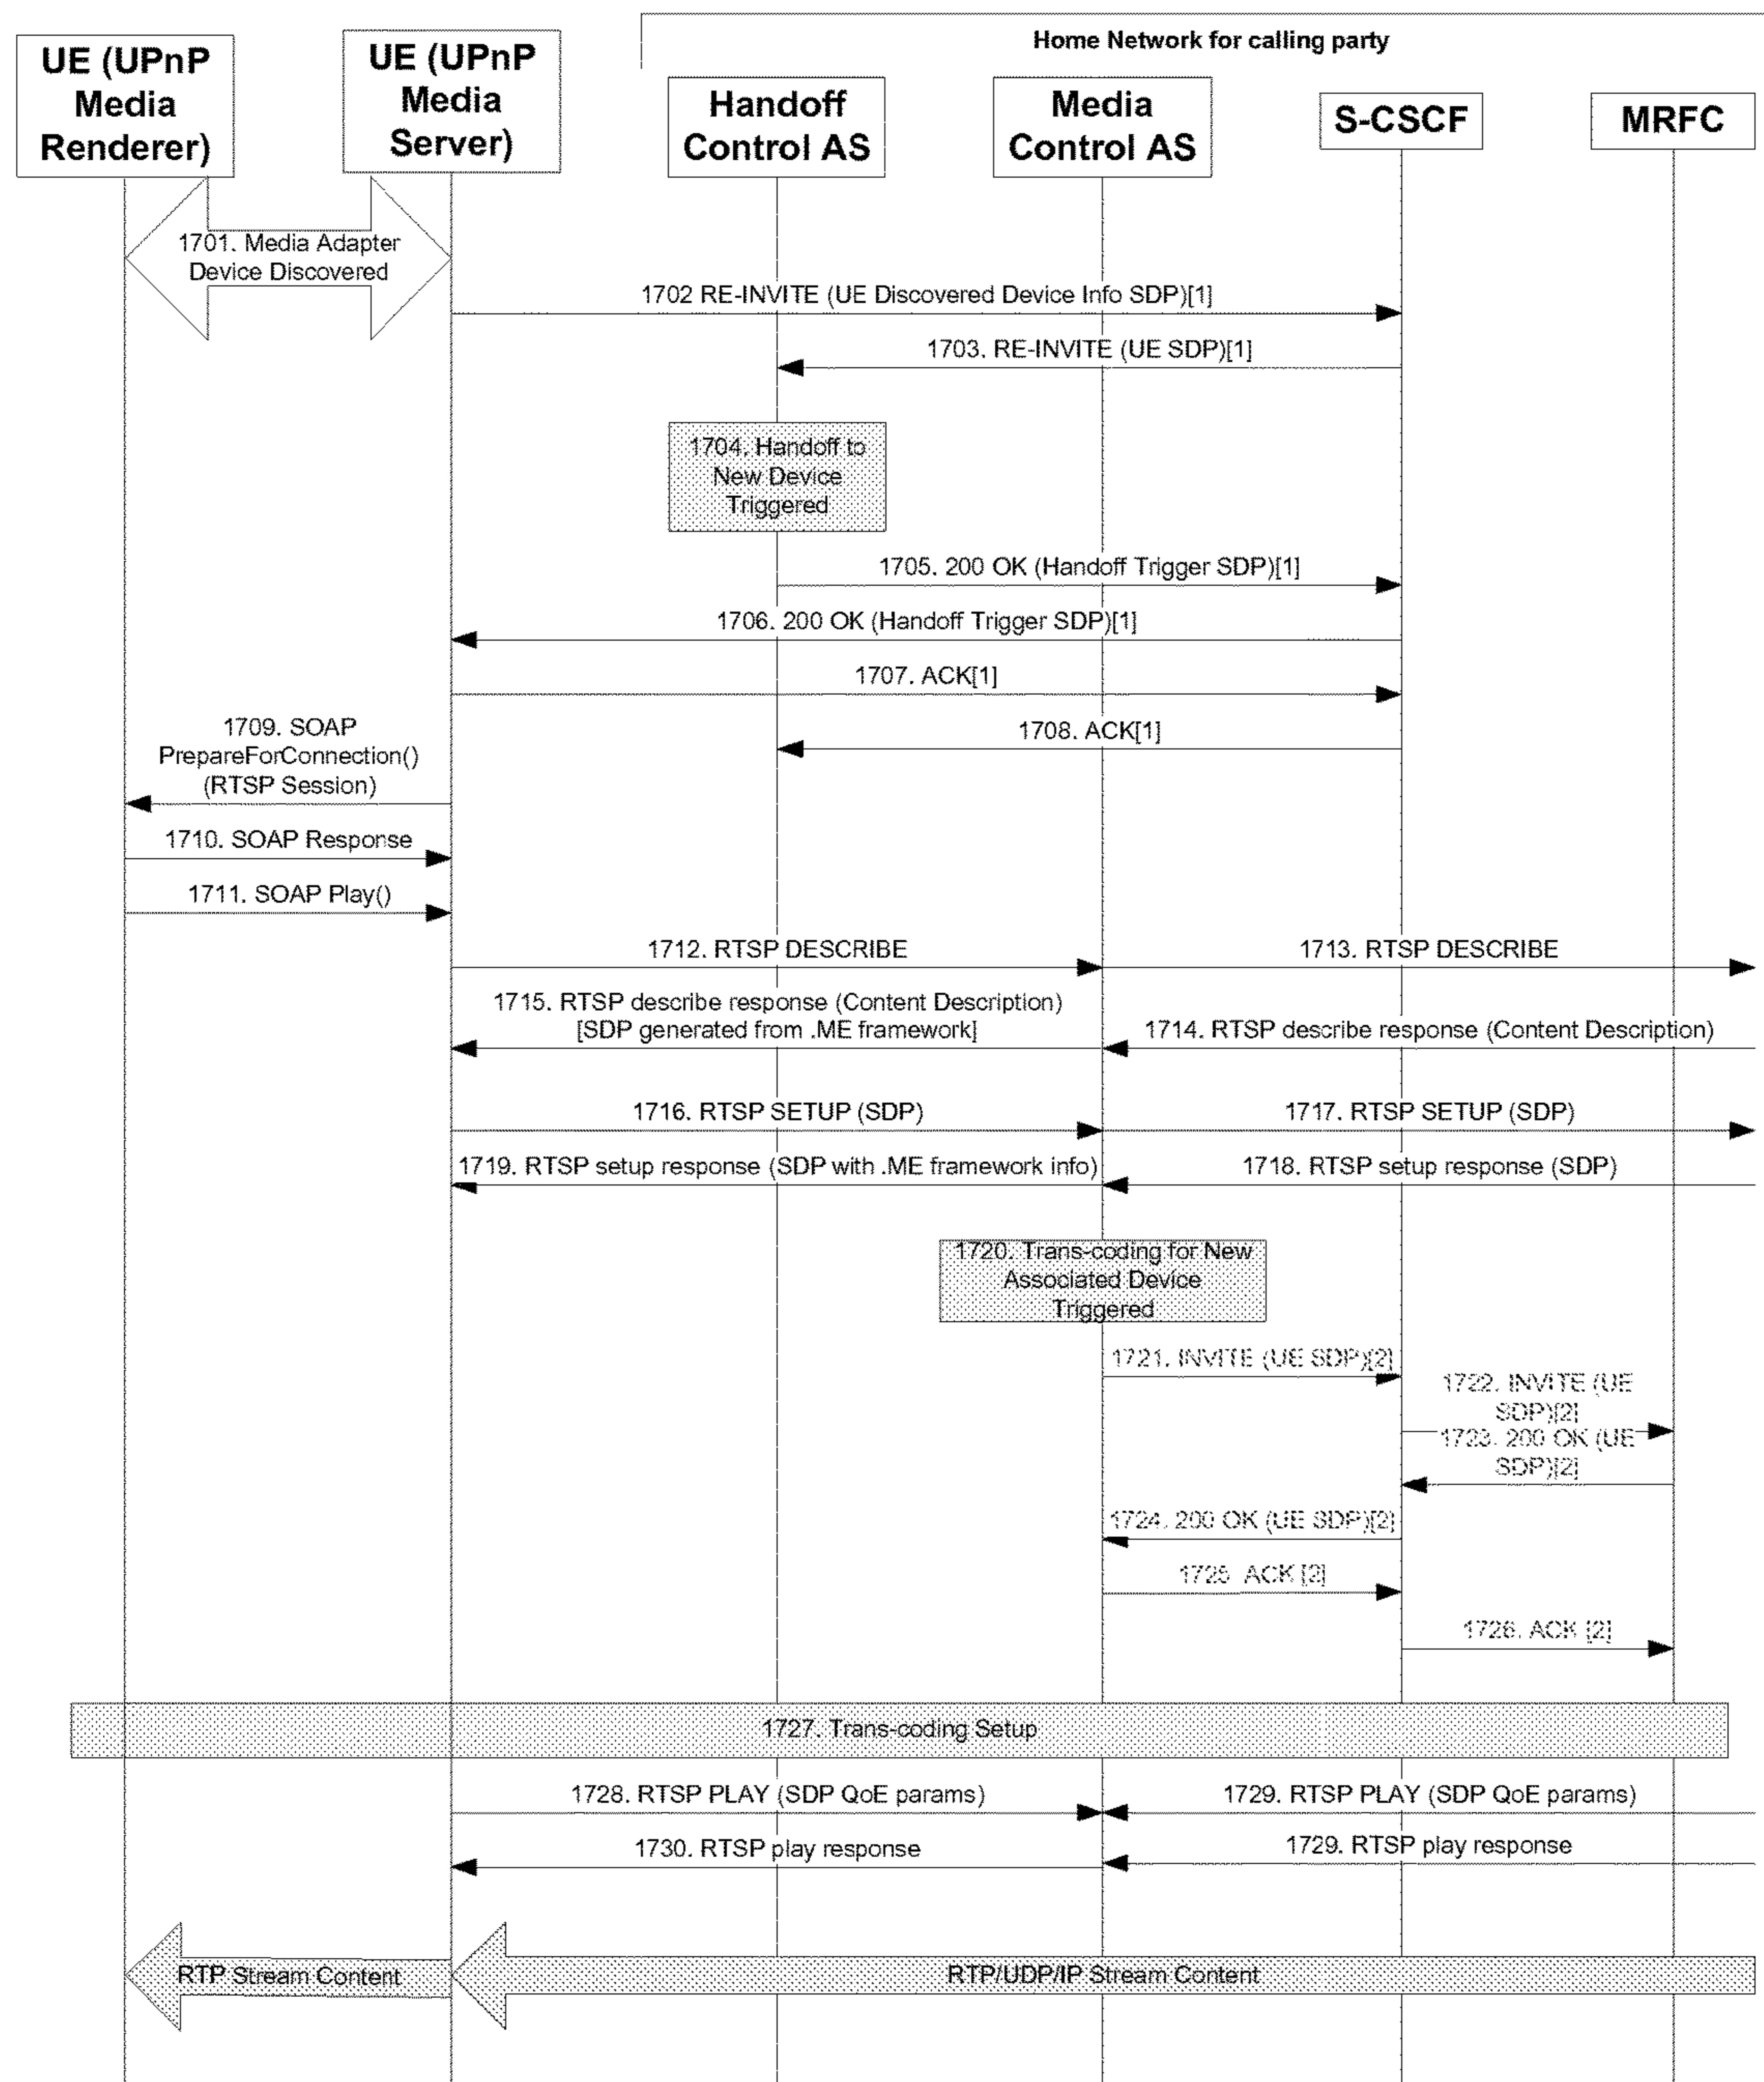 Home Network for calling party
UE (UPnP
Media
Renderer)
UE (UPnP
Media
Server)
Handoff
Control AS
Media
Control AS
S-CSCF
MRFC
1701. Media Adapter
Device Discovered
1702 RE-INVITE (UE Discovered Device Info SDP)[1]
1703. RE-INVITE (UE SDP)[1]
1704. Handoff to
New Device
Triggered
1705. 200 OK (Handoff Trigger SDP)[1]
1706. 200 OK (Handoff Trigger SDP)[1]
1707. ACK[1]
1708. ACK[1]
1709. SOAP
PrepareForConnection()
(RTSP Session)
1710. SOAP Response
1711. SOAP Play()
1712. RTSP DESCRIBE
1713. RTSP DESCRIBE
1715. RTSP describe response (Content Description)
[SDP generated from .ME framework]
1714. RTSP describe response (Content Description)
1716. RTSP SETUP (SDP)
1717. RTSP SETUP (SDP)
1719. RTSP setup response (SDP with .ME framework info)
1718. RTSP setup response (SDP)
1720. Trans-coding for New
Associated Device
Triggered
1721. INVITE (UE SDP)[2]
1722. INVITE (UE
SDP)[2]
1723. 200 OK (UE
SDP)[2]
1724. 200 OK (UE SDP)[2]
1725 ACK [2]
1726. ACK [2]
1727. Trans-coding Setup
1728. RTSP PLAY (SDP QoE params)
1729. RTSP PLAY (SDP QoE params)
1730. RTSP play response
1729. RTSP play response
RTP Stream Content
RTP/UDP/IP Stream Content